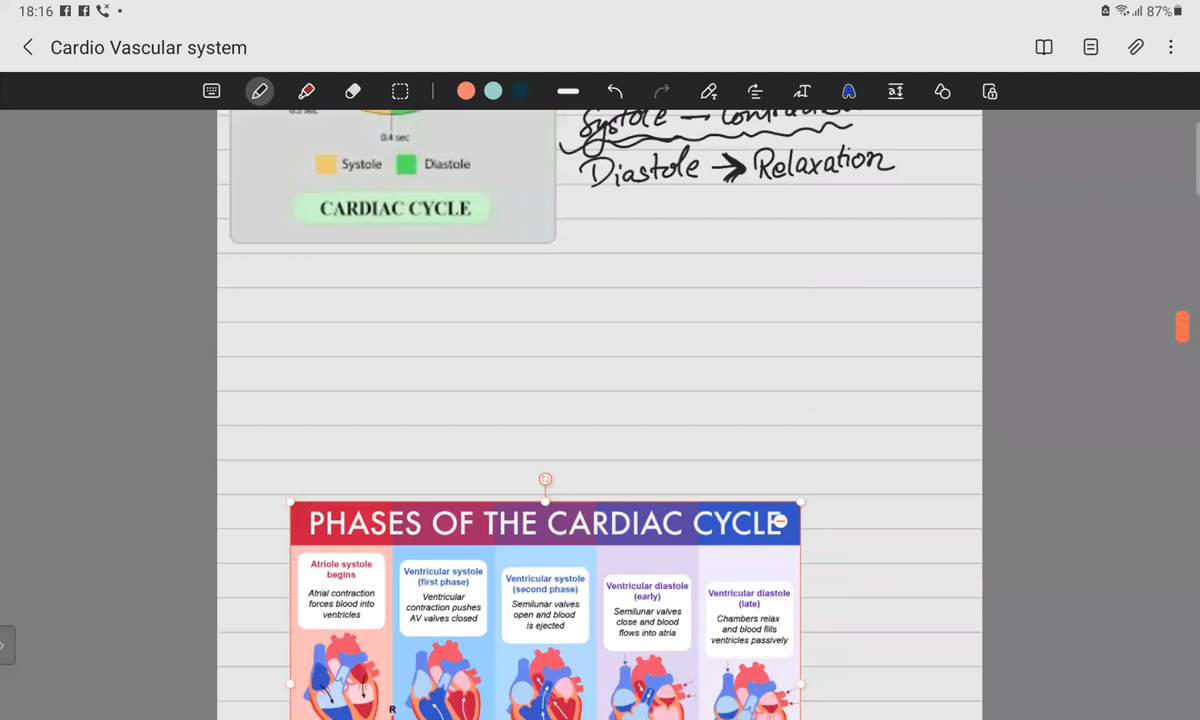 18:16
87%
Cardio Vascular system
0.4 sec
Systole
Diastole
CARDIAC CYCLE
Systole →
Diastole → Relaxation
PHASES OF THE CARDIAC CYCLE
Atriole systole
begins
Atrial contraction
forces blood into
ventricles
Ventricular systole
(first phase)
Ventricular
contraction pushes
AV valves closed
Ventricular systole
(second phase)
Semilunar valves
open and blood
is ejected
Ventricular diastole
(early)
Semilunar valves
close and blood
flows into atria
Ventricular diastole
(late)
Chambers relax
and blood fills
ventricles passively
R